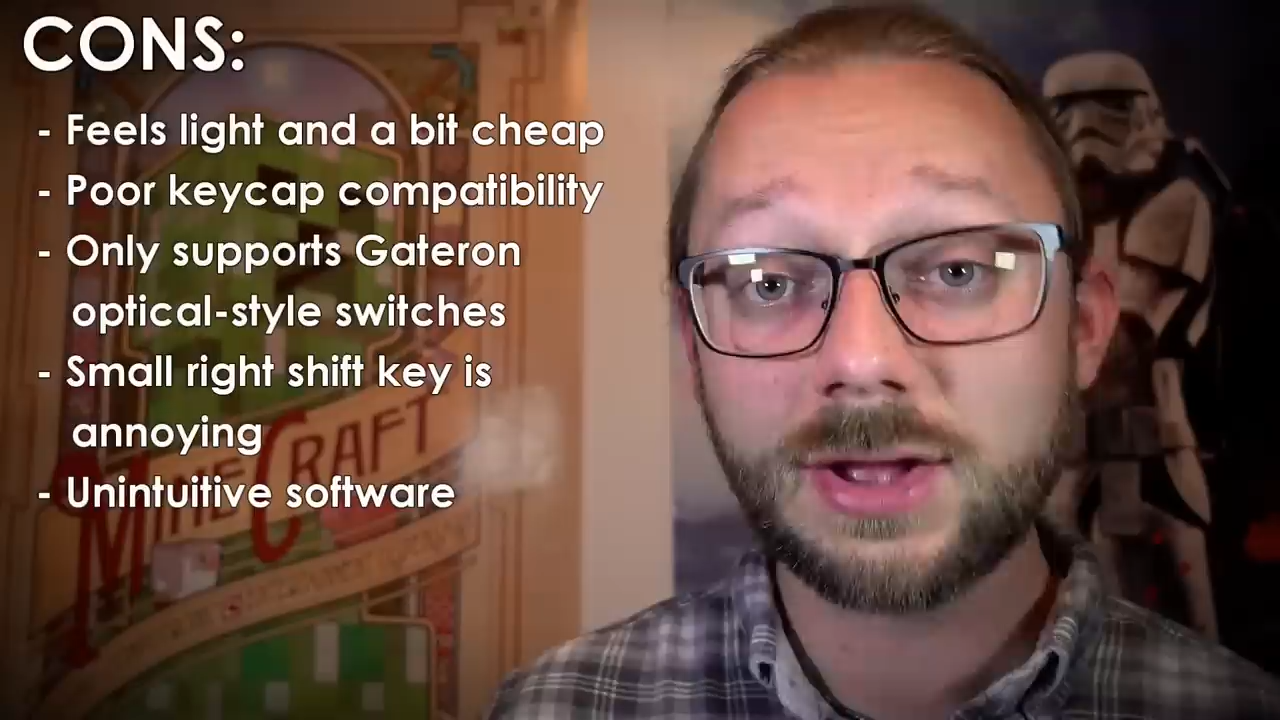 CONS:
- Feels light and a bit cheap
- Poor keycap compatibility
- Only supports Gateron
optical-style switches
- Small right shift key is
annoying
- Unintuitive software
MINECRAFT